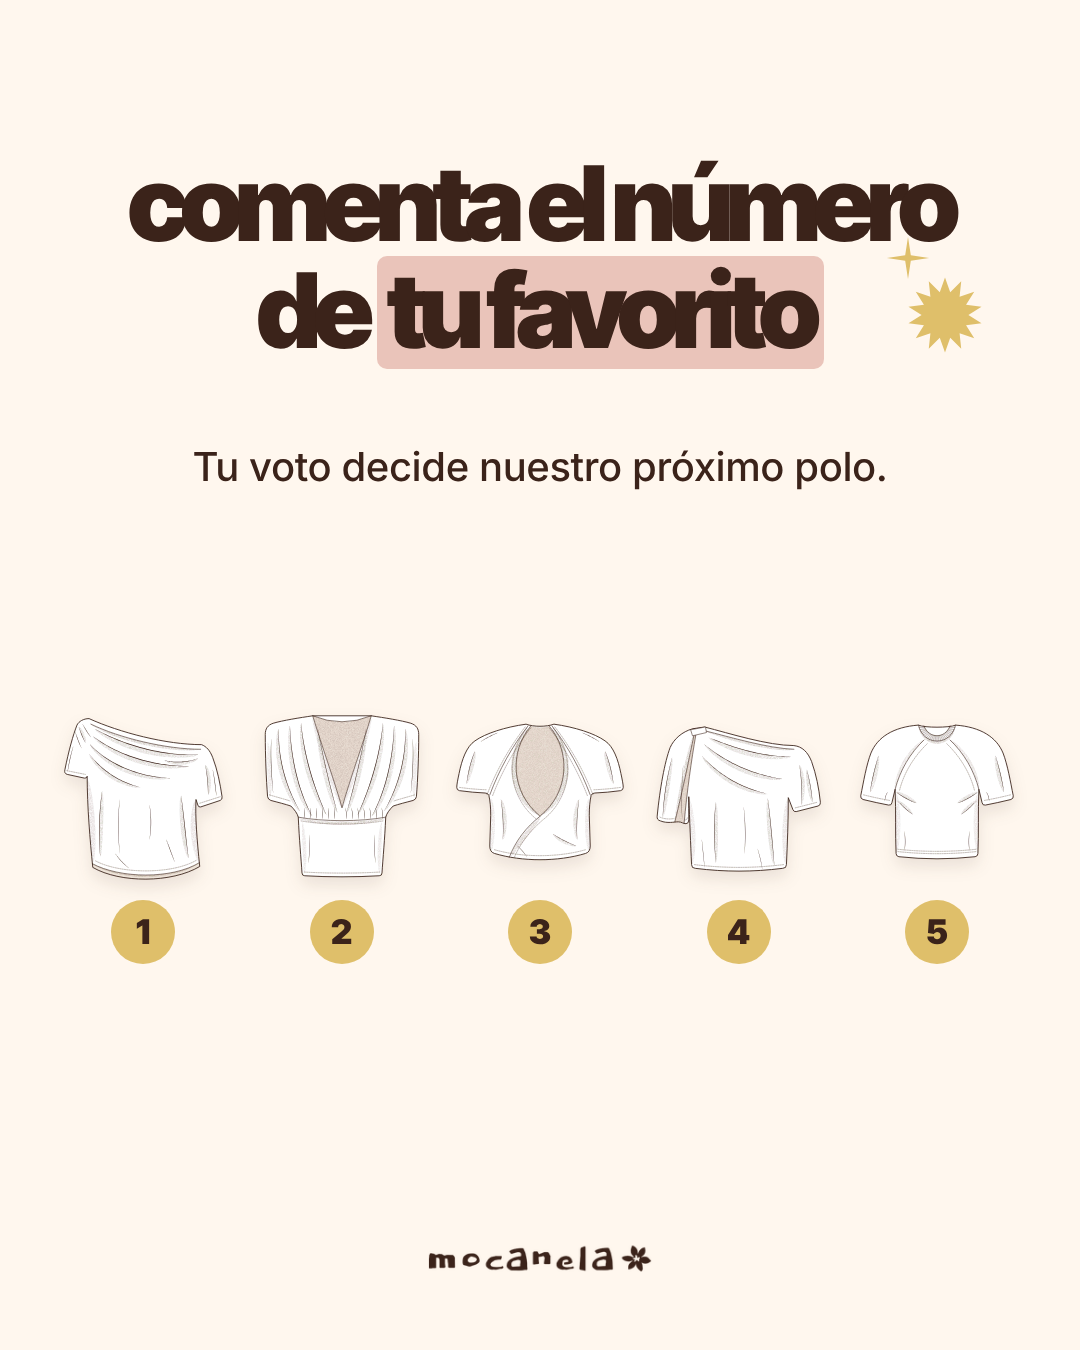 comenta el número
de tu favorito
Tu voto decide nuestro próximo polo.
1 2 3 4 5
mocanela